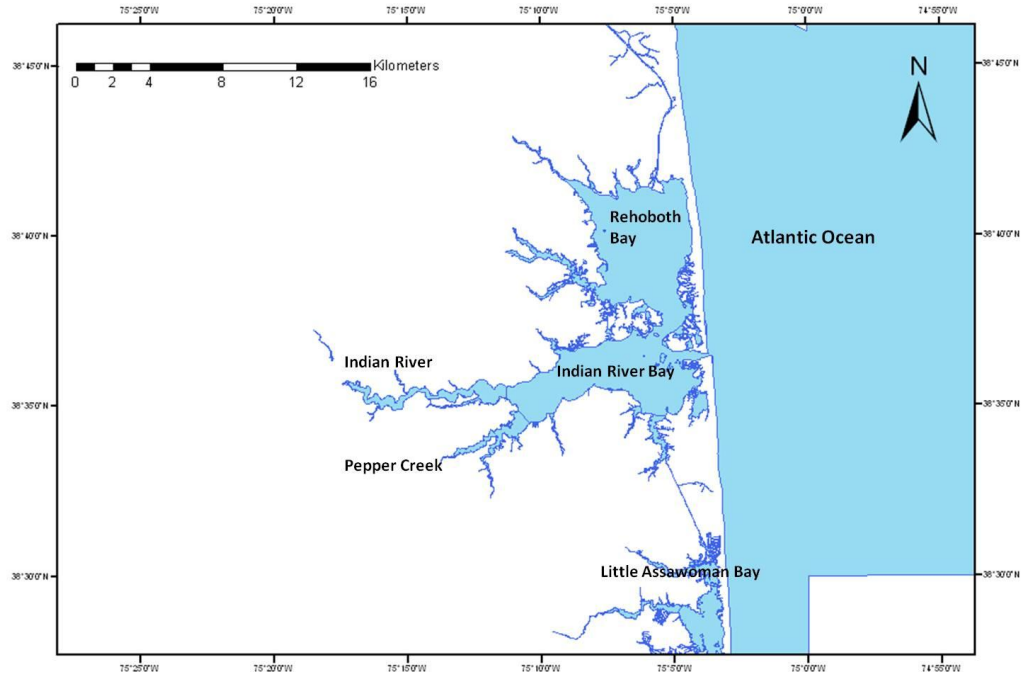 75°25'0"W 75°20'0"W 75°15'0"W 75°10'0"W 75°5'0"W 75°0'0"W 74°55'0"W
38°45'0"N 38°45'0"N
Kilometers
0 2 4 8 12 16
N
Rehoboth
Bay
Atlantic Ocean
38°40'0"N 38°40'0"N
Indian River
Indian River Bay
38°35'0"N 38°35'0"N
Pepper Creek
Little Assawoman Bay
38°30'0"N 38°30'0"N
75°25'0"W 75°20'0"W 75°15'0"W 75°10'0"W 75°5'0"W 75°0'0"W 74°55'0"W